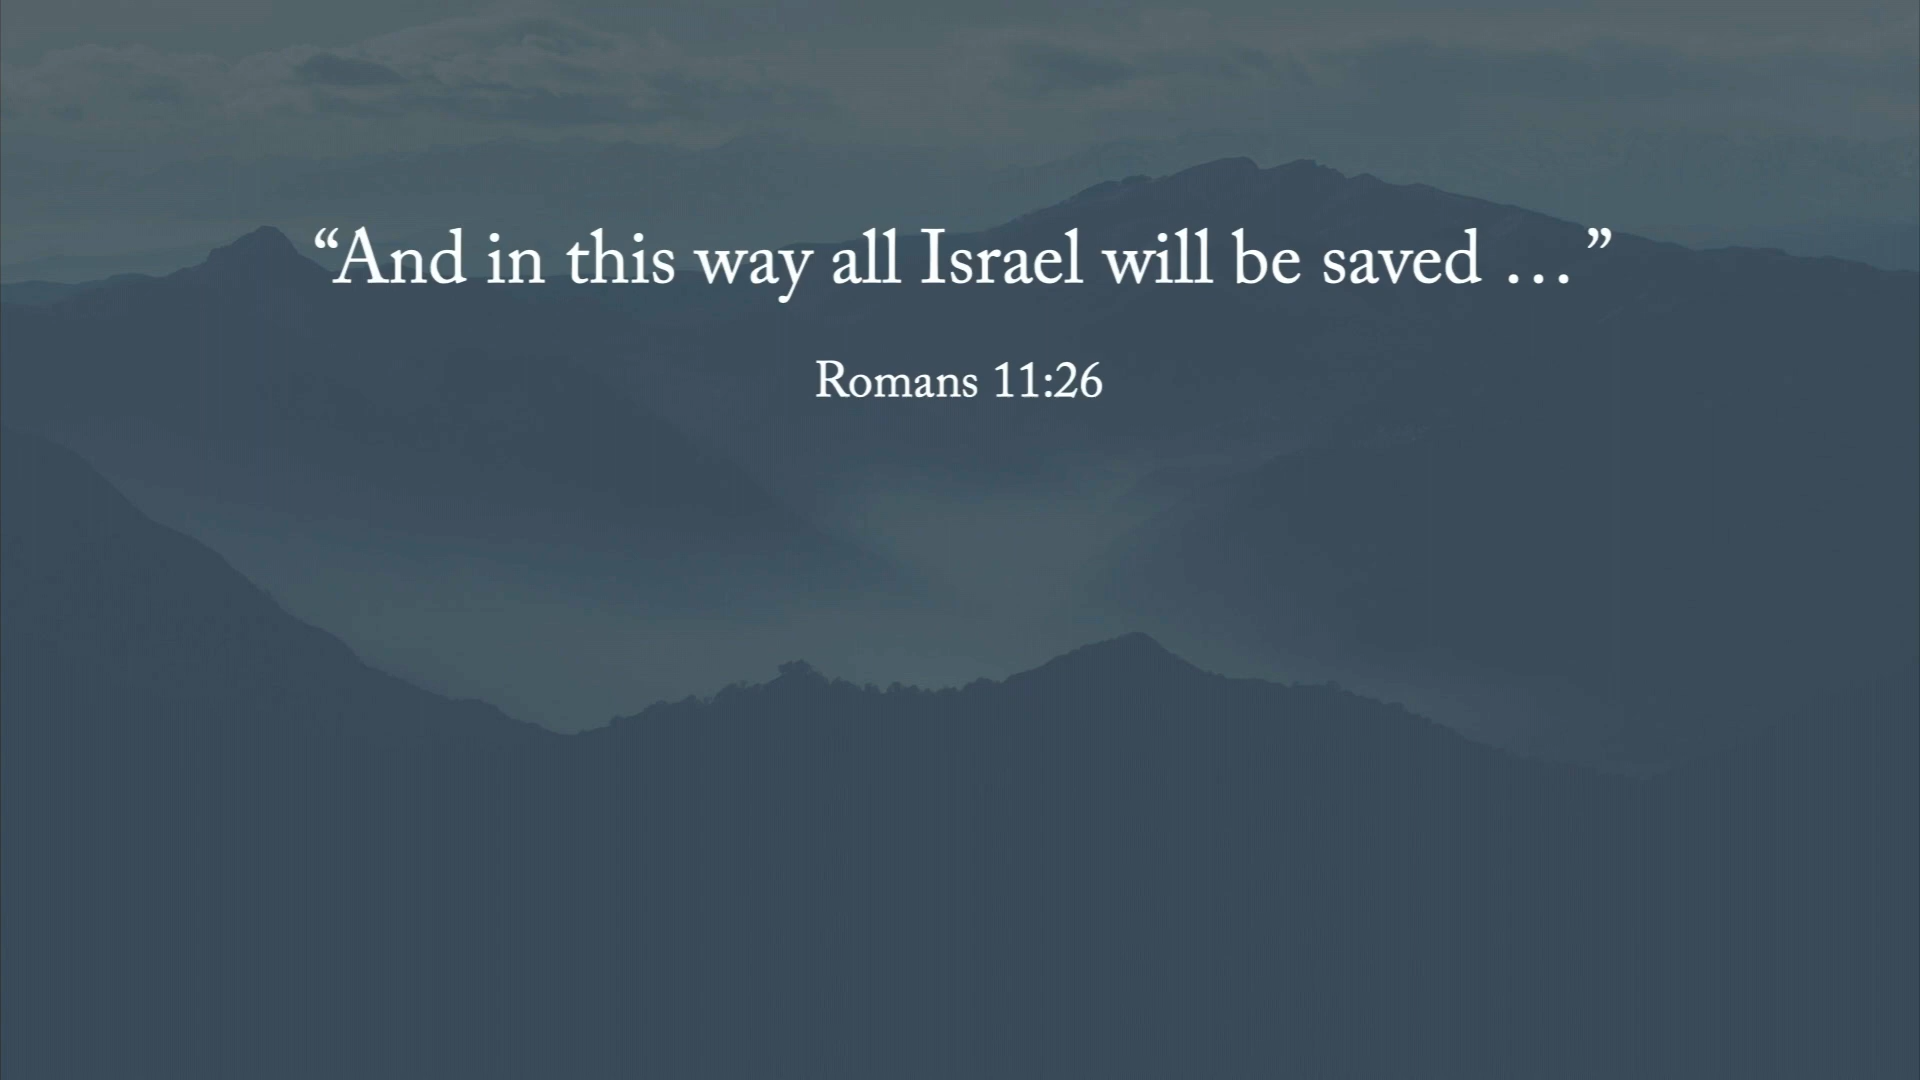 “And in this way all Israel will be saved …”
Romans 11:26